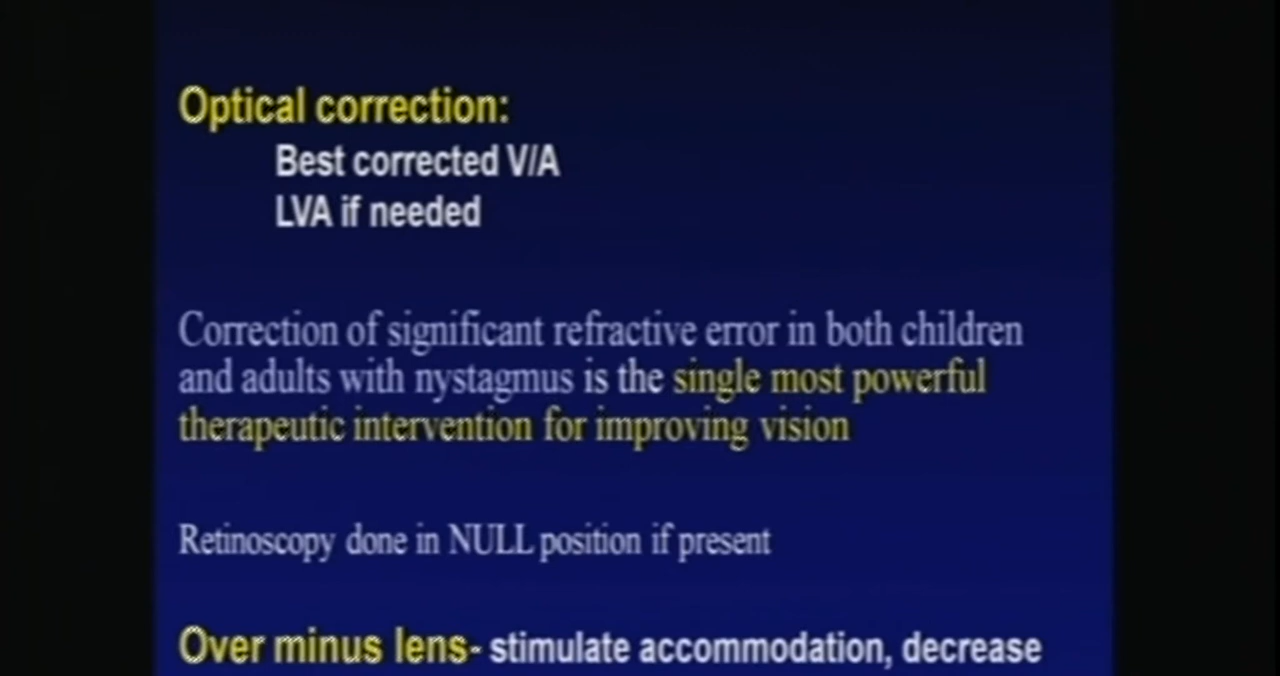 Optical correction:
Best corrected V/A
LVA if needed
Correction of significant refractive error in both children
and adults with nystagmus is the single most powerful
therapeutic intervention for improving vision
Retinoscopy done in NULL position if present
Over minus lens- stimulate accommodation, decrease